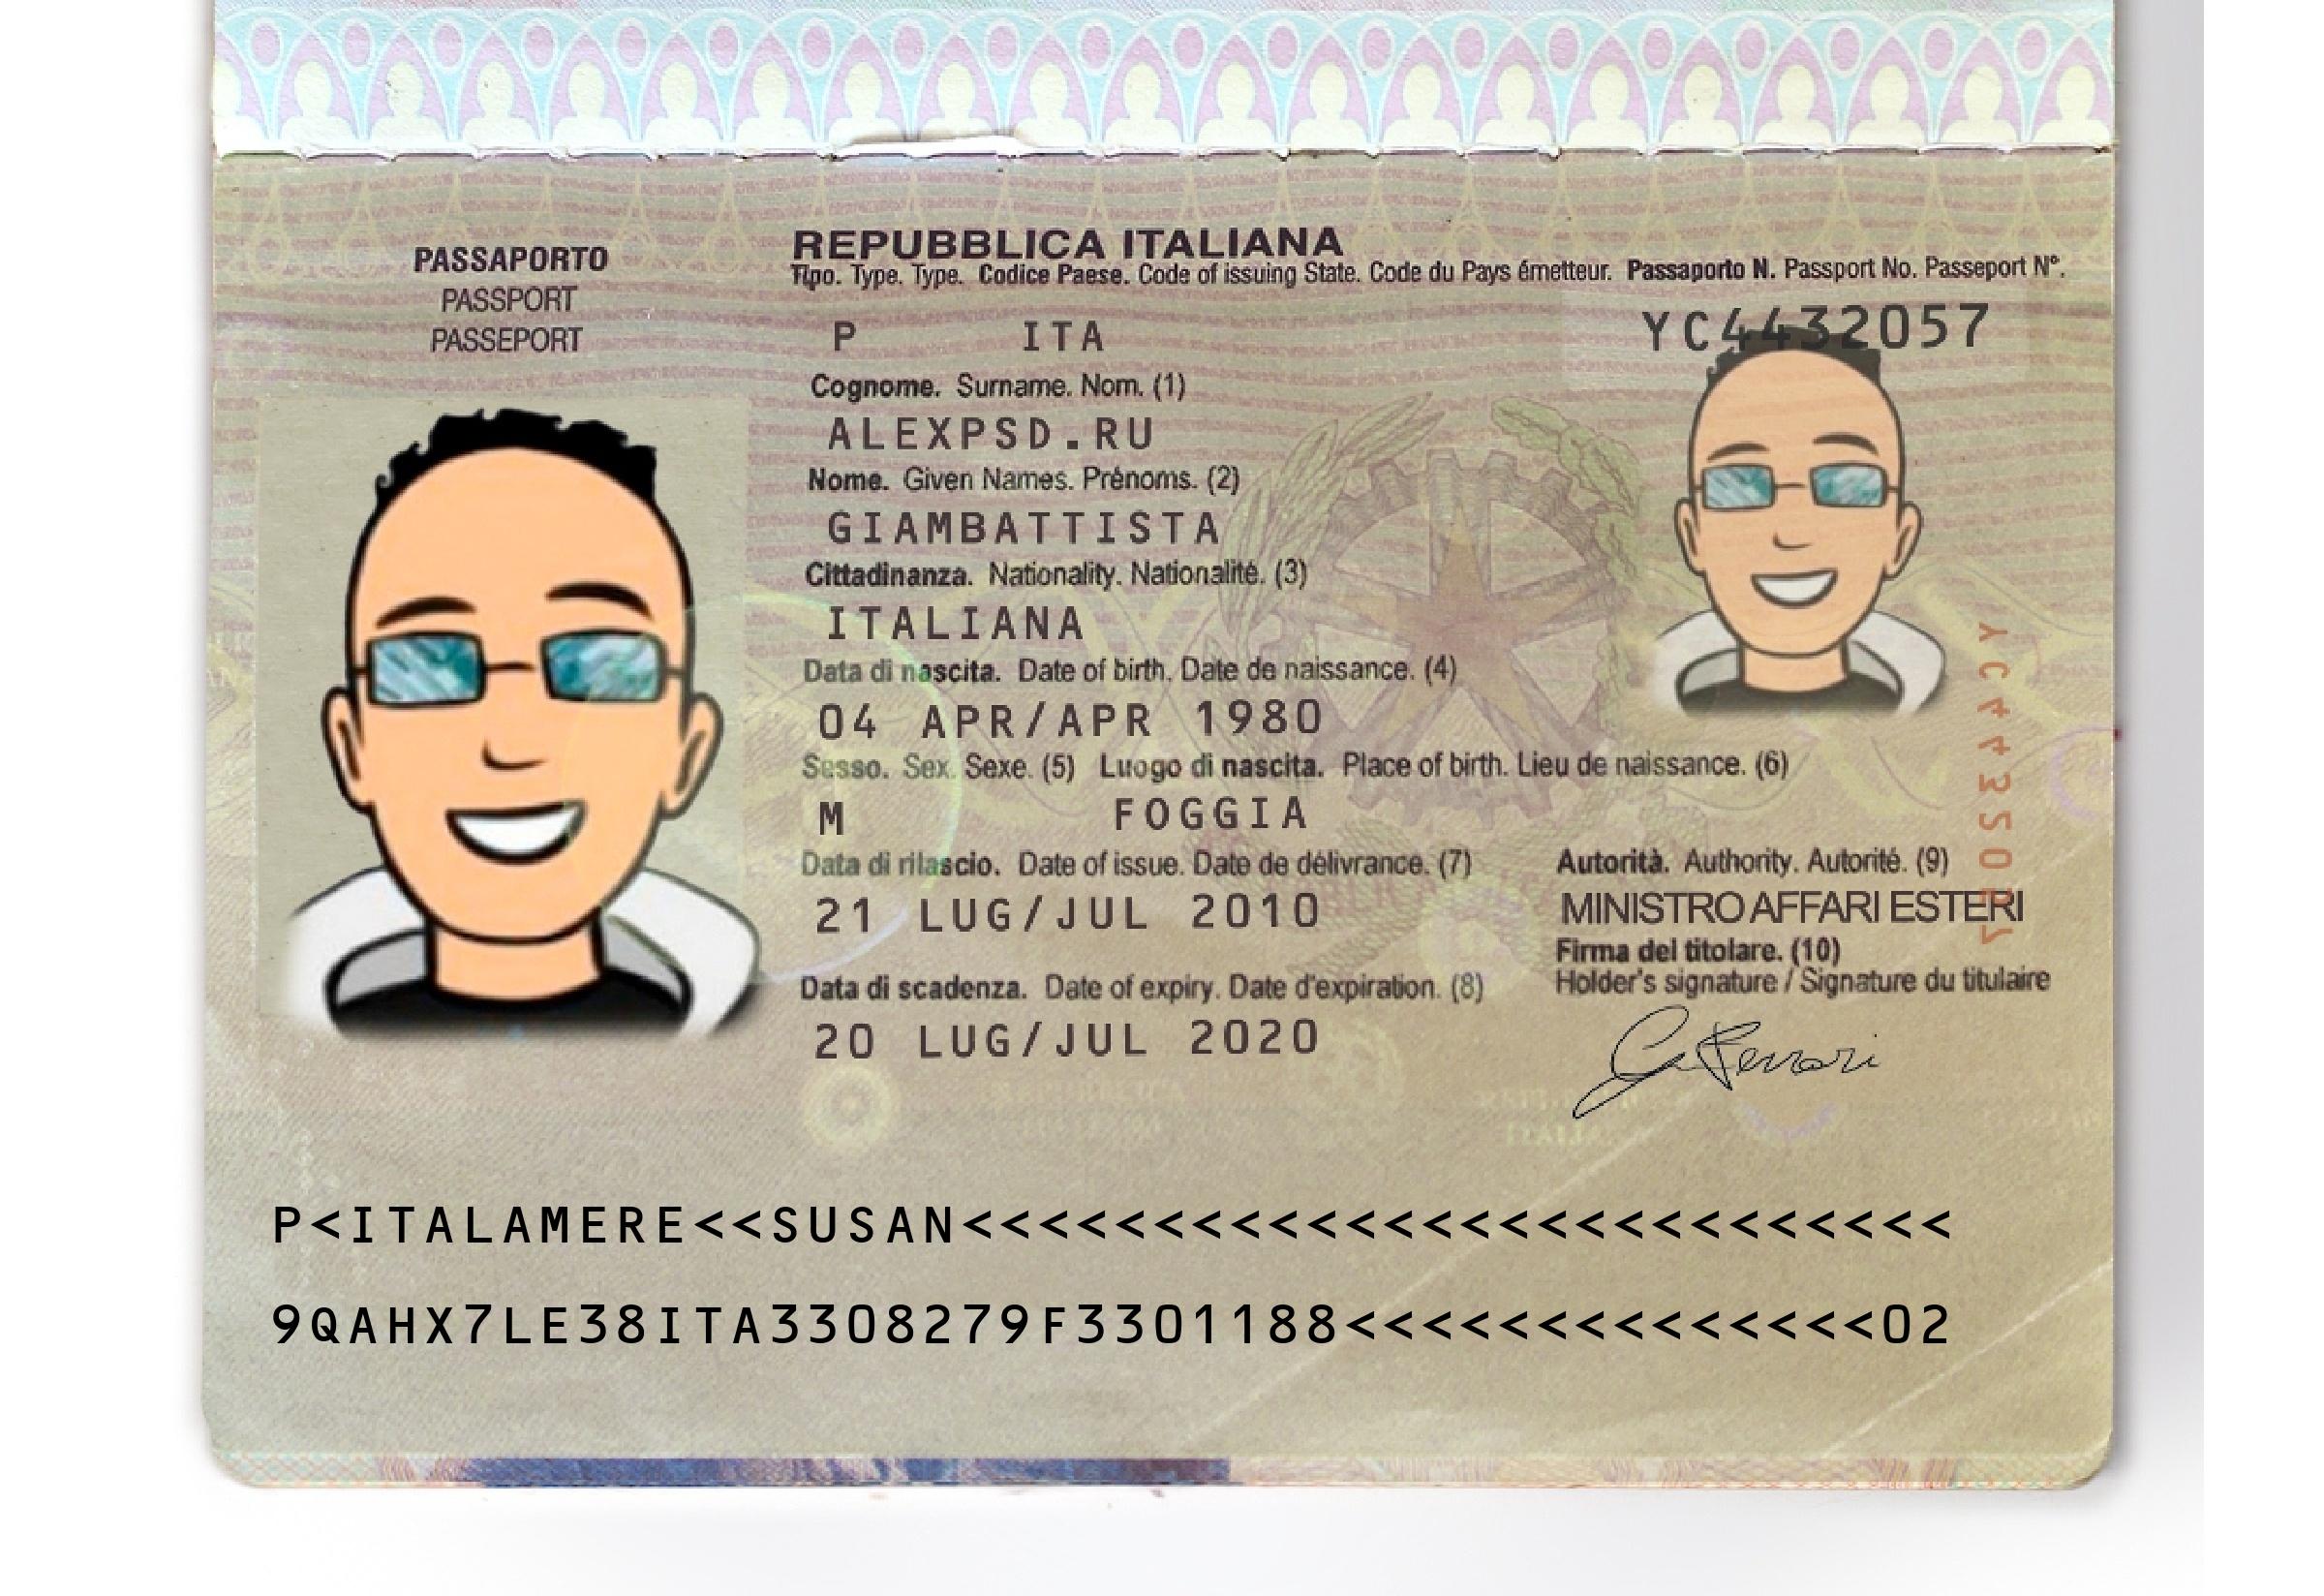 REPUBBLICA ITALIANA
PASSAPORTO
PASSPORT
PASSEPORT
Tipo. Type. Type. Codice Paese. Code of issuing State. Code du Pays émetteur. Passaporto N. Passport No. Passeport N°.
P ITA YC4432057
Cognome. Surname. Nom. (1)
ALEXPSD.RU
Nome. Given Names. Prénoms. (2)
GIAMBATTISTA
Cittadinanza. Nationality. Nationalité. (3)
ITALIANA
Data di nascita. Date of birth. Date de naissance. (4)
04 APR/APR 1980
Sesso. Sex. Sexe. (5) Luogo di nascita. Place of birth. Lieu de naissance. (6)
M FOGGIA
Data di rilascio. Date of issue. Date de délivrance. (7)
21 LUG/JUL 2010
Data di scadenza. Date of expiry. Date d'expiration. (8)
20 LUG/JUL 2020
YC4432057
Autorità. Authority. Autorité. (9)
MINISTRO AFFARI ESTERI
Firma del titolare. (10)
Holder's signature / Signature du titulaire
G Ferrari
P<ITALAMERE<<SUSAN<<<<<<<<<<<<<<<<<<<<<<<<<<
9QAHX7LE38ITA3308279F3301188<<<<<<<<<<<<<<02